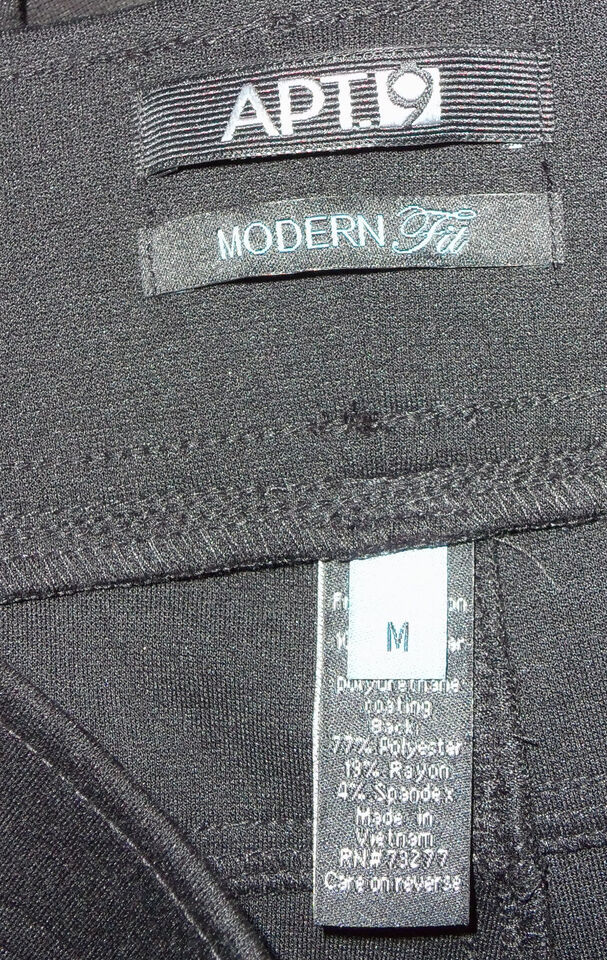 APT.9
MODERN Fit
M
polyurethane
coating
Back:
77% Polyester
19% Rayon
4% Spandex
Made in
Vietnam
RN#73277
Care on reverse